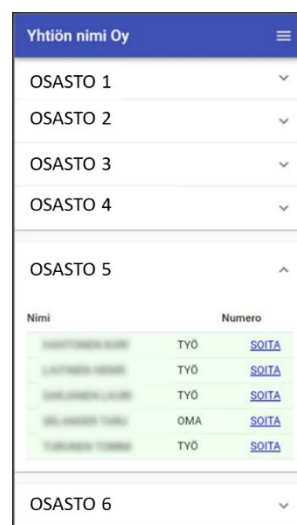 Yhtiön nimi Oy
OSASTO 1
OSASTO 2
OSASTO 3
OSASTO 4
OSASTO 5
Nimi Numero
TYÖ SOITA
TYÖ SOITA
TYÖ SOITA
OMA SOITA
TYÖ SOITA
OSASTO 6